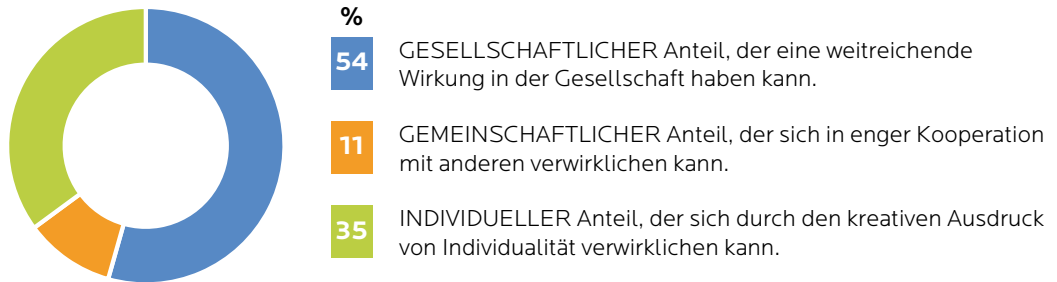 %
54 GESELLSCHAFTLICHER Anteil, der eine weitreichende
Wirkung in der Gesellschaft haben kann.
11 GEMEINSCHAFTLICHER Anteil, der sich in enger Kooperation
mit anderen verwirklichen kann.
35 INDIVIDUELLER Anteil, der sich durch den kreativen Ausdruck
von Individualität verwirklichen kann.